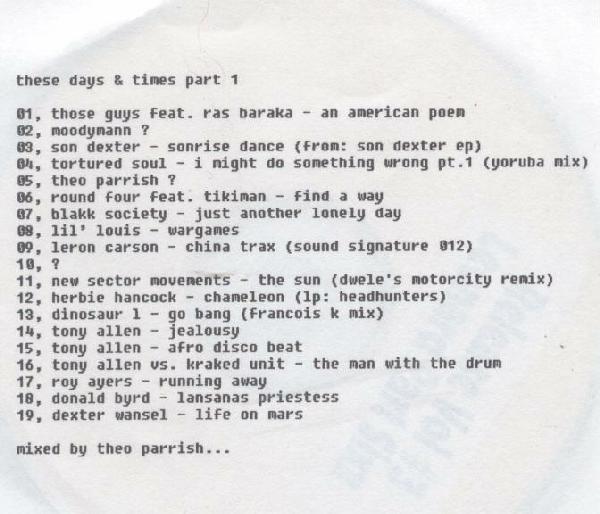 these days & times part 1
01, those guys feat. ras baraka - an american poem
02, moodymann ?
03, son dexter - sonrise dance (from: son dexter ep)
04, tortured soul - i might do something wrong pt.1 (yoruba mix)
05, theo parrish ?
06, round four feat. tikiman - find a way
07, blakk society - just another lonely day
08, lil' louis - wargames
09, leron carson - china trax (sound signature 012)
10, ?
11, new sector movements - the sun (dwele's motorcity remix)
12, herbie hancock - chameleon (lp: headhunters)
13, dinosaur l - go bang (francois k mix)
14, tony allen - jealousy
15, tony allen - afro disco beat
16, tony allen vs. kraked unit - the man with the drum
17, roy ayers - running away
18, donald byrd - lansanas priestess
19, dexter wansel - life on mars
mixed by theo parrish...